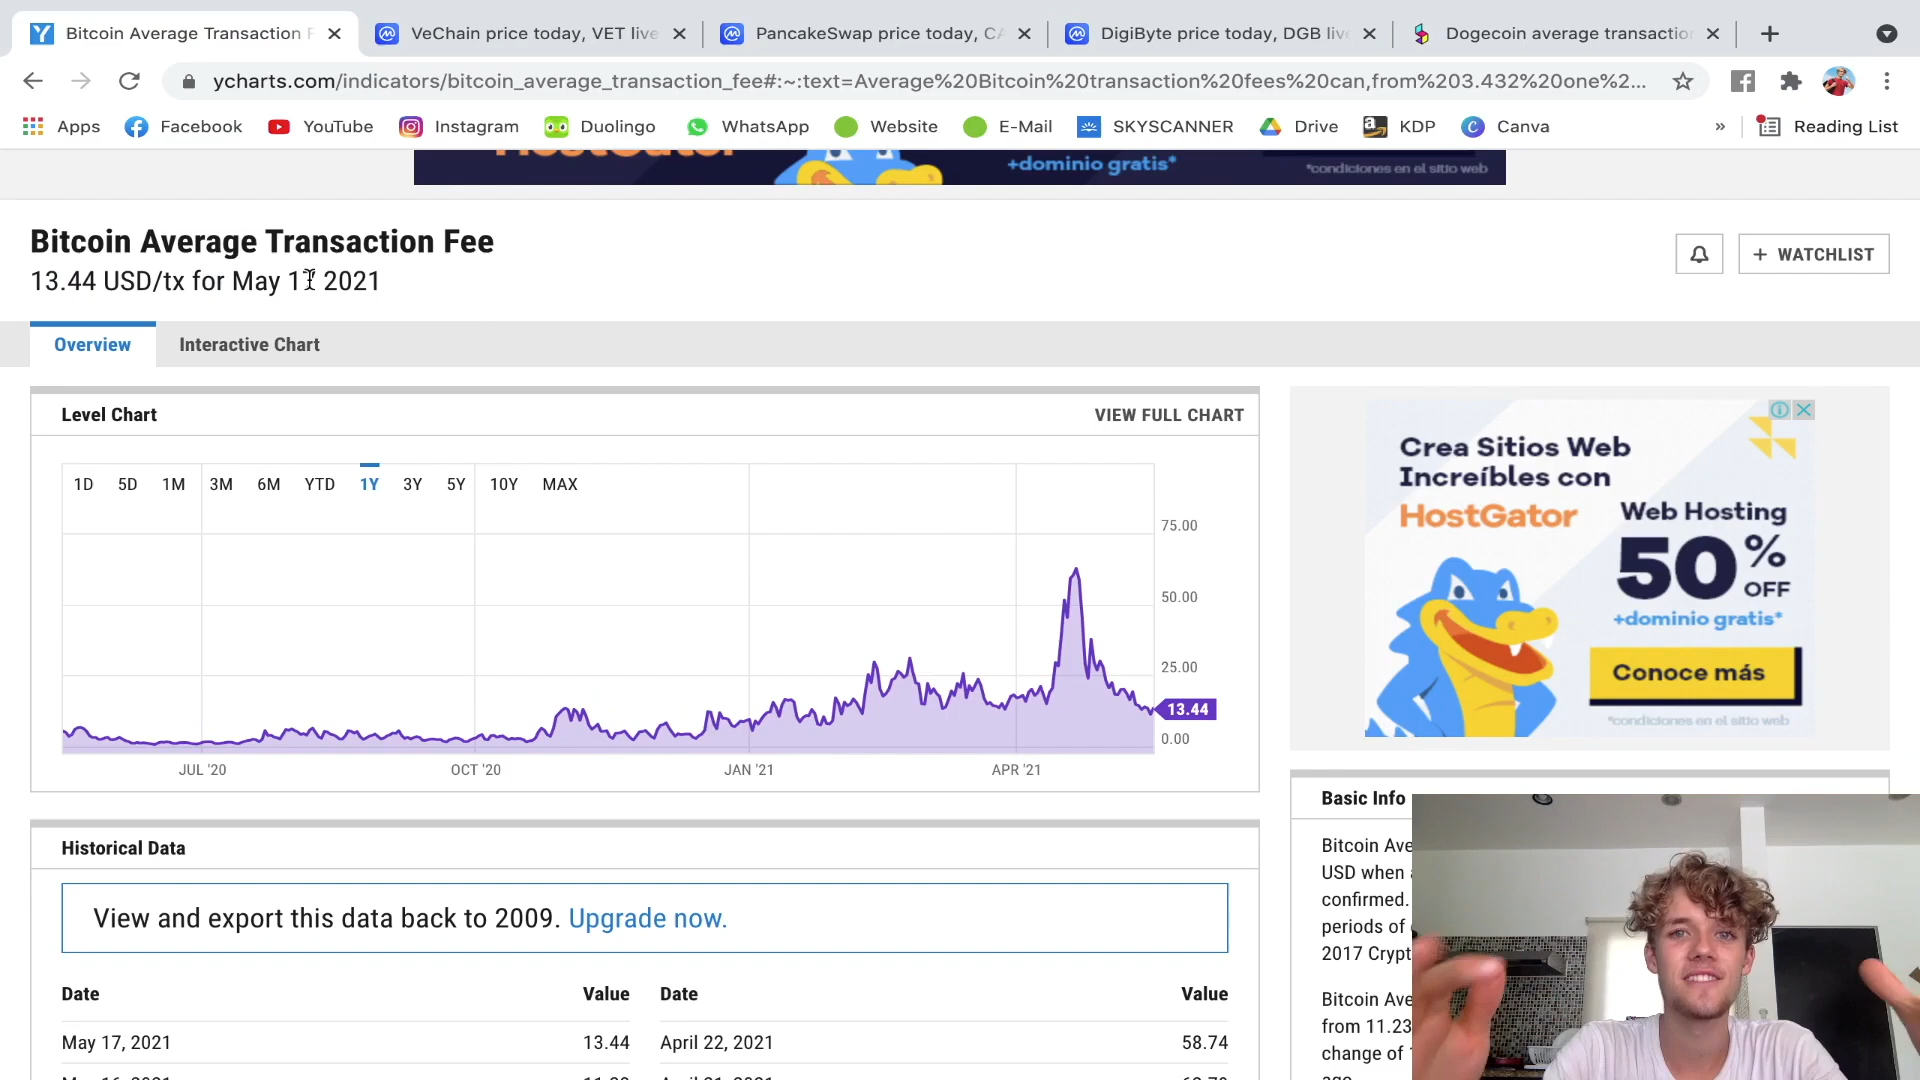 Bitcoin Average Transaction F
VeChain price today, VET live
PancakeSwap price today, CA
DigiByte price today, DGB live
Dogecoin average transaction
ycharts.com/indicators/bitcoin_average_transaction_fee#:~:text=Average%20Bitcoin%20transaction%20fees%20can,from%203.432%20one%2...
Apps
Facebook
YouTube
Instagram
Duolingo
WhatsApp
Website
E-Mail
SKYSCANNER
Drive
KDP
Canva
»
Reading List
HostGator
+dominio gratis*
*condiciones en el sitio web
Bitcoin Average Transaction Fee
13.44 USD/tx for May 17 2021
+ WATCHLIST
Overview
Interactive Chart
Level Chart
VIEW FULL CHART
1D 5D 1M 3M 6M YTD 1Y 3Y 5Y 10Y MAX
75.00
50.00
25.00
13.44
0.00
JUL '20
OCT '20
JAN '21
APR '21
Crea Sitios Web
Increíbles con
HostGator
Web Hosting
50% OFF
+dominio gratis*
Conoce más
*condiciones en el sitio web
Basic Info
Bitcoin Ave
USD when
confirmed.
periods of
2017 Crypt
Bitcoin Ave
from 11.23
change of
Historical Data
View and export this data back to 2009. Upgrade now.
Date Value Date Value
May 17, 2021 13.44 April 22, 2021 58.74